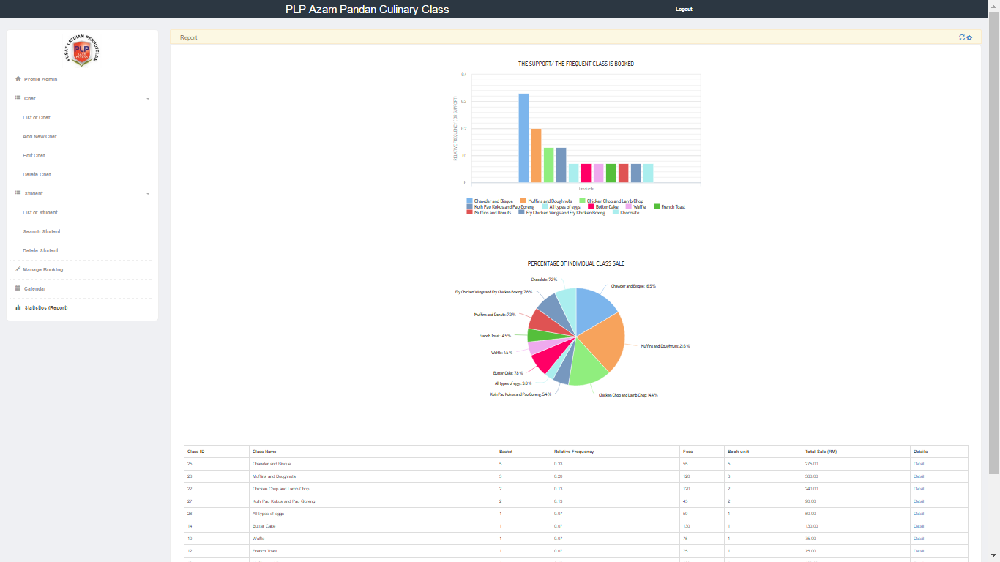 PLP Azam Pandan Culinary Class
Logout
PUSAT LATIHAN PERHOTELAN
PLP
Profile Admin
Chef
List of Chef
Add New Chef
Edit Chef
Delete Chef
Student
List of Student
Search Student
Delete Student
Manage Booking
Calendar
Statistics (Report)
Report
THE SUPPORT/ THE FREQUENT CLASS IS BOOKED
RELATIVE FREQUENCY ( OR SUPPORT)
0.4
0.3
0.2
0.1
0
Products
Chawder and Bisque Muffins and Doughnuts Chicken Chop and Lamb Chop
Kuih Pau Kukus and Pau Goreng All types of eggs Butter Cake Waffle French Toast
Muffins and Donuts Fry Chicken Wings and Fry Chicken Boxing Chocolate
PERCENTAGE OF INDIVIDUAL CLASS SALE
Chocolate: 7.2 %
Chawder and Bisque: 16.5 %
Fry Chicken Wings and Fry Chicken Boxing: 7.8 %
Muffins and Donuts: 7.2 %
French Toast : 4.5 %
Muffins and Doughnuts: 21.6 %
Waffle: 4.5 %
Butter Cake: 7.8 %
All types of eggs: 3.0 %
Kuih Pau Kukus and Pau Goreng: 5.4 %
Chicken Chop and Lamb Chop: 14.4 %
Class ID Class Name Basket Relative Frequency Fees Book unit Total Sale (RM) Details
25 Chawder and Bisque 5 0.33 55 5 275.00 Detail
28 Muffins and Doughnuts 3 0.20 120 3 360.00 Detail
22 Chicken Chop and Lamb Chop 2 0.13 120 2 240.00 Detail
27 Kuih Pau Kukus and Pau Goreng 2 0.13 45 2 90.00 Detail
26 All types of eggs 1 0.07 50 1 50.00 Detail
14 Butter Cake 1 0.07 130 1 130.00 Detail
10 Waffle 1 0.07 75 1 75.00 Detail
12 French Toast 1 0.07 75 1 75.00 Detail